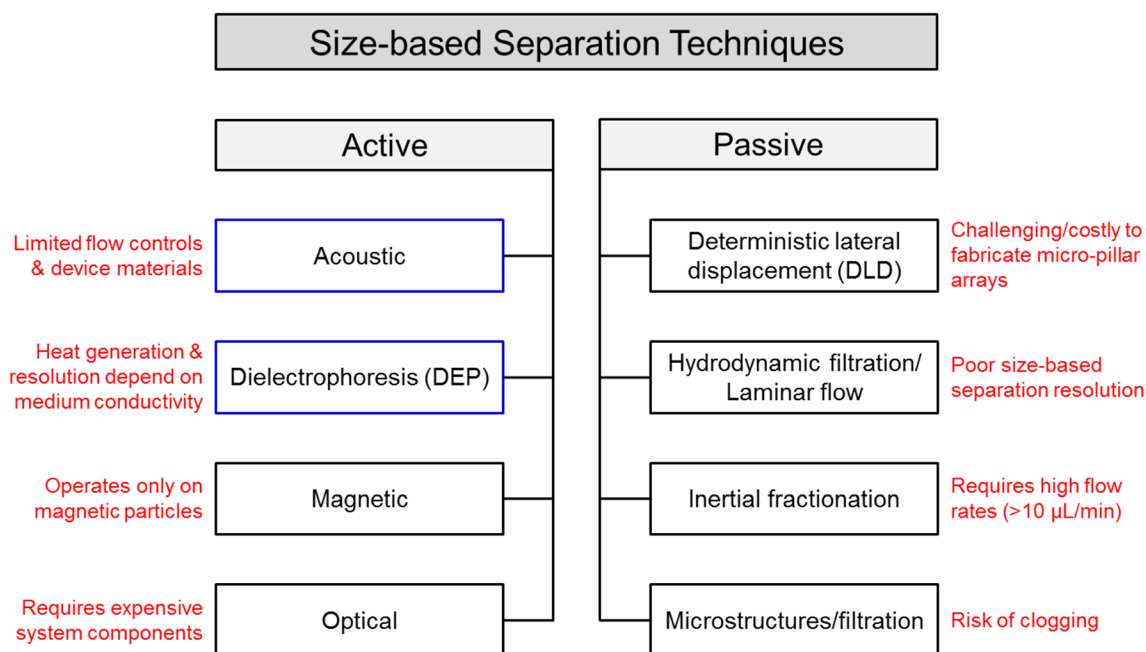 Size-based Separation Techniques
Active
Passive
Limited flow controls
& device materials
Acoustic
Deterministic lateral
displacement (DLD)
Challenging/costly to
fabricate micro-pillar
arrays
Heat generation &
resolution depend on
medium conductivity
Dielectrophoresis (DEP)
Hydrodynamic filtration/
Laminar flow
Poor size-based
separation resolution
Operates only on
magnetic particles
Magnetic
Inertial fractionation
Requires high flow
rates (>10 µL/min)
Requires expensive
system components
Optical
Microstructures/filtration
Risk of clogging